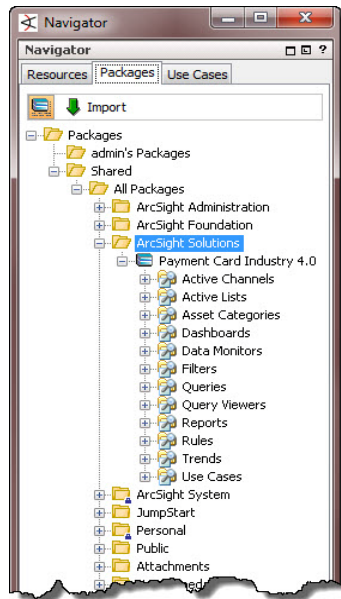 Navigator
Navigator
Resources Packages Use Cases
Import
Packages
admin's Packages
Shared
All Packages
ArcSight Administration
ArcSight Foundation
ArcSight Solutions
Payment Card Industry 4.0
Active Channels
Active Lists
Asset Categories
Dashboards
Data Monitors
Filters
Queries
Query Viewers
Reports
Rules
Trends
Use Cases
ArcSight System
JumpStart
Personal
Public
Attachments